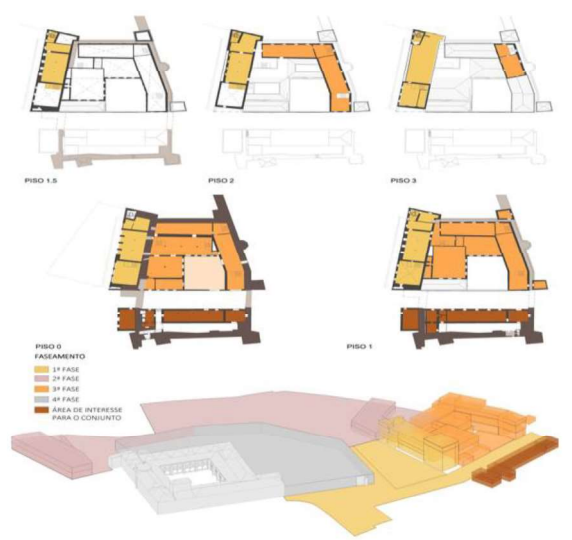 PISO 1.5
PISO 2
PISO 3
PISO 0
PISO 1
FASEAMENTO
1ª FASE
2ª FASE
3ª FASE
4ª FASE
ÁREA DE INTERESSE
PARA O CONJUNTO